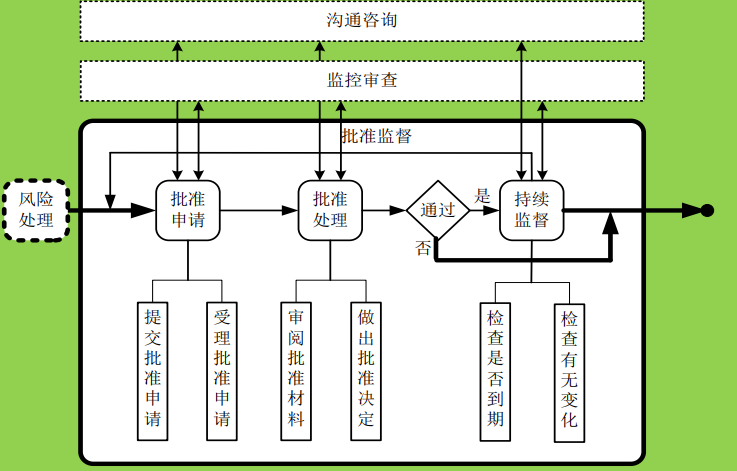 沟通咨询
监控审查
批准监督
风险
处理
批准
申请
批准
处理
通过
是
否
持续
监督
提交批准申请
受理批准申请
审阅批准材料
做出批准决定
检查是否到期
检查有无变化